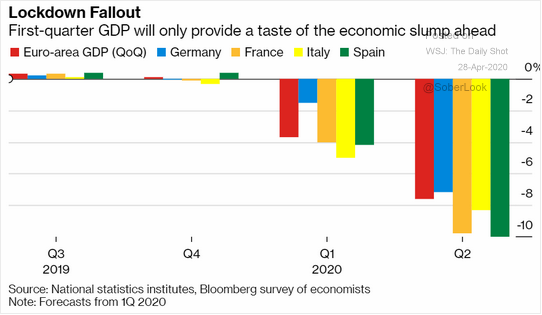 Lockdown Fallout
First-quarter GDP will only provide a taste of the economic slump ahead
Posted on
Euro-area GDP (QoQ) Germany France Italy Spain
WSJ: The Daily Shot
28-Apr-2020
@SoberLook
0%
-2
-4
-6
-8
-10
Q3 Q4 Q1 Q2
2019 2020
Source: National statistics institutes, Bloomberg survey of economists
Note: Forecasts from 1Q 2020